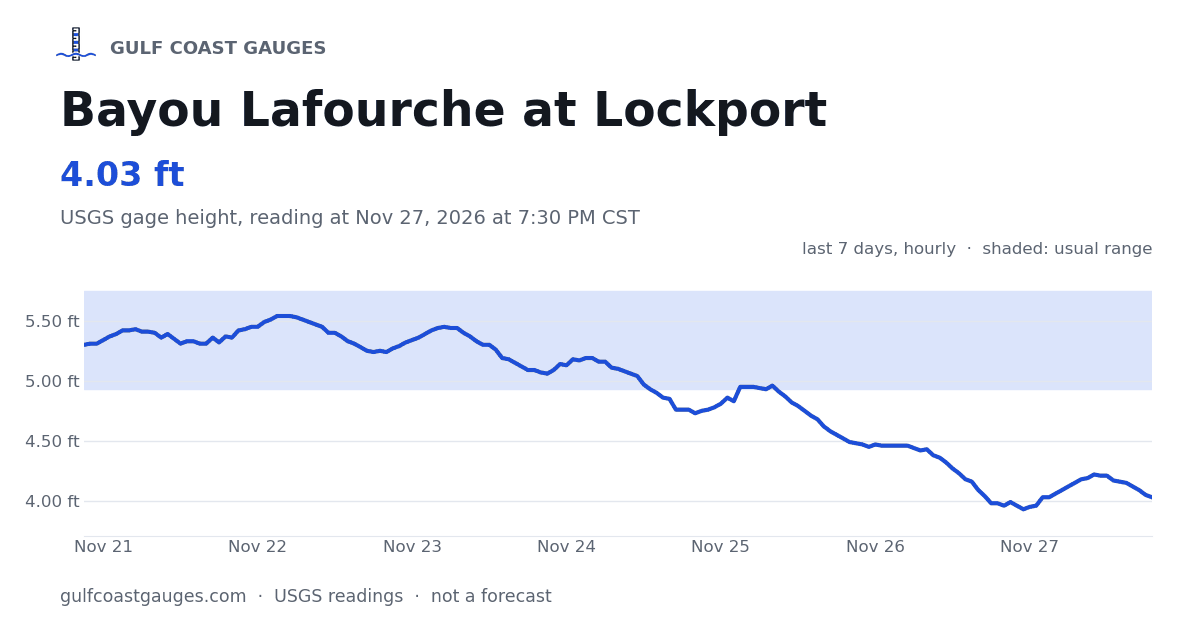 GULF COAST GAUGES
Bayou Lafourche at Lockport
4.03 ft
USGS gage height, reading at Nov 27, 2026 at 7:30 PM CST
last 7 days, hourly · shaded: usual range
5.50 ft
5.00 ft
4.50 ft
4.00 ft
Nov 21 Nov 22 Nov 23 Nov 24 Nov 25 Nov 26 Nov 27
gulfcoastgauges.com · USGS readings · not a forecast